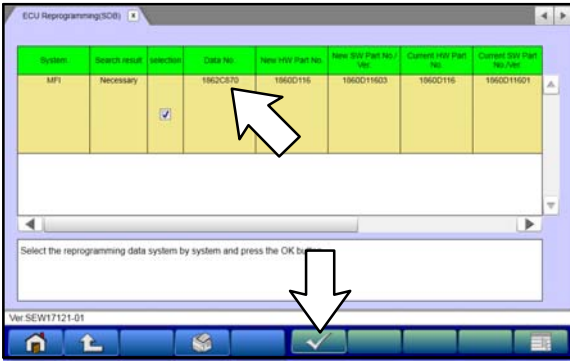 ECU Reprogramming(SDB) x
System Search result selection Data No. New HW Part No. New SW Part No./ Ver. Current HW Part No. Current SW Part No./Ver.
MFI Necessary 1862C870 1860D116 1860D11603 1860D116 1860D11601
Select the reprogramming data system by system and press the OK
Ver.SEW17121-01